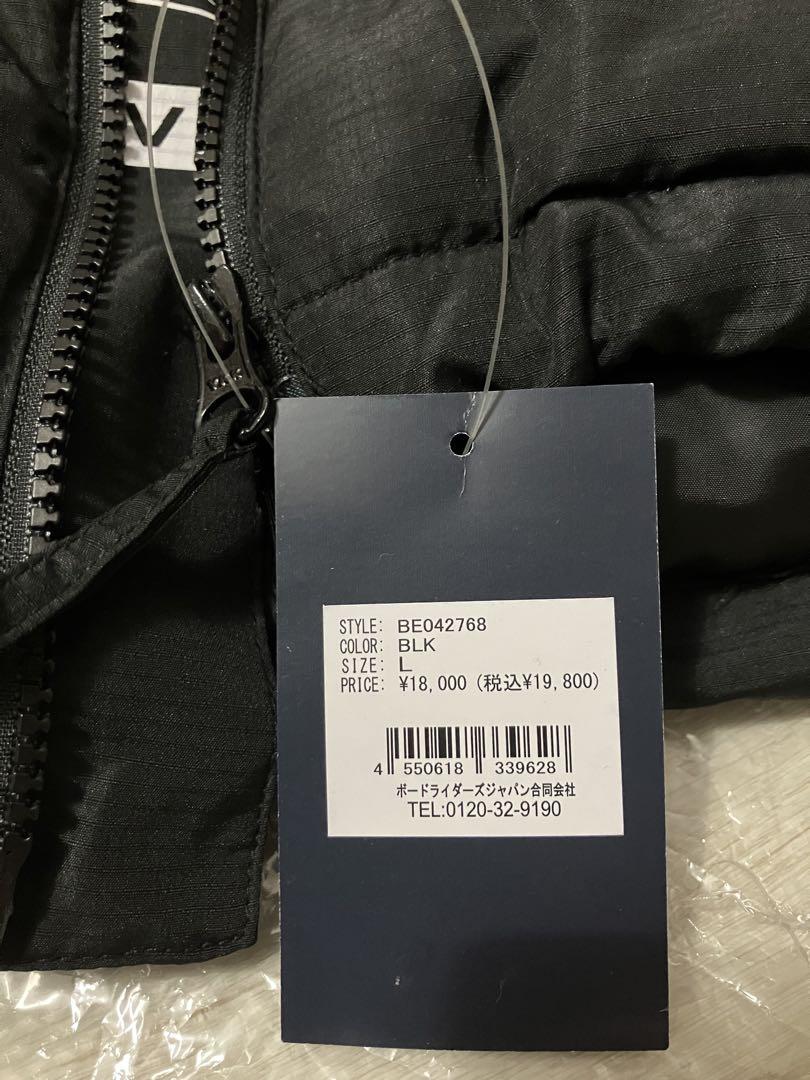 V
STYLE: BE042768
COLOR: BLK
SIZE: L
PRICE: ¥18,000 (税込¥19,800)
4 550618 339628
ボードライダーズジャパン合同会社
TEL:0120-32-9190